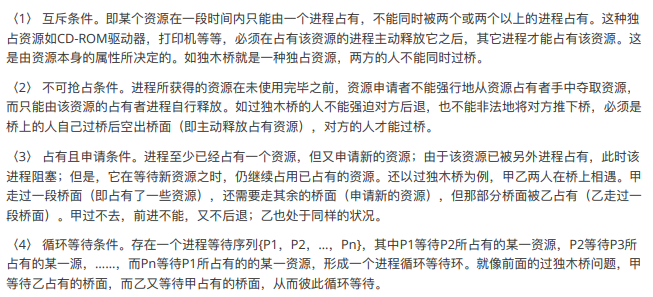 （1） 互斥条件。即某个资源在一段时间内只能由一个进程占有，不能同时被两个或两个以上的进程占有。这种独
占资源如CD-ROM驱动器，打印机等等，必须在占有该资源的进程主动释放它之后，其它进程才能占有该资源。这
是由资源本身的属性所决定的。如独木桥就是一种独占资源，两方的人不能同时过桥。
（2） 不可抢占条件。进程所获得的资源在未使用完毕之前，资源申请者不能强行地从资源占有者手中夺取资源，
而只能由该资源的占有者进程自行释放。如过独木桥的人不能强迫对方后退，也不能非法地将对方推下桥，必须是
桥上的人自己过桥后空出桥面（即主动释放占有资源），对方的人才能过桥。
（3） 占有且申请条件。进程至少已经占有一个资源，但又申请新的资源；由于该资源已被另外进程占有，此时该
进程阻塞；但是，它在等待新资源之时，仍继续占用已占有的资源。还以过独木桥为例，甲乙两人在桥上相遇。甲
走过一段桥面（即占有了一些资源），还需要走其余的桥面（申请新的资源），但那部分桥面被乙占有（乙走过一
段桥面）。甲过不去，前进不能，又不后退；乙也处于同样的状况。
（4） 循环等待条件。存在一个进程等待序列{P1，P2，...，Pn}，其中P1等待P2所占有的某一资源，P2等待P3所
占有的某一源，......，而Pn等待P1所占有的的某一资源，形成一个进程循环等待环。就像前面的过独木桥问题，甲
等待乙占有的桥面，而乙又等待甲占有的桥面，从而彼此循环等待。